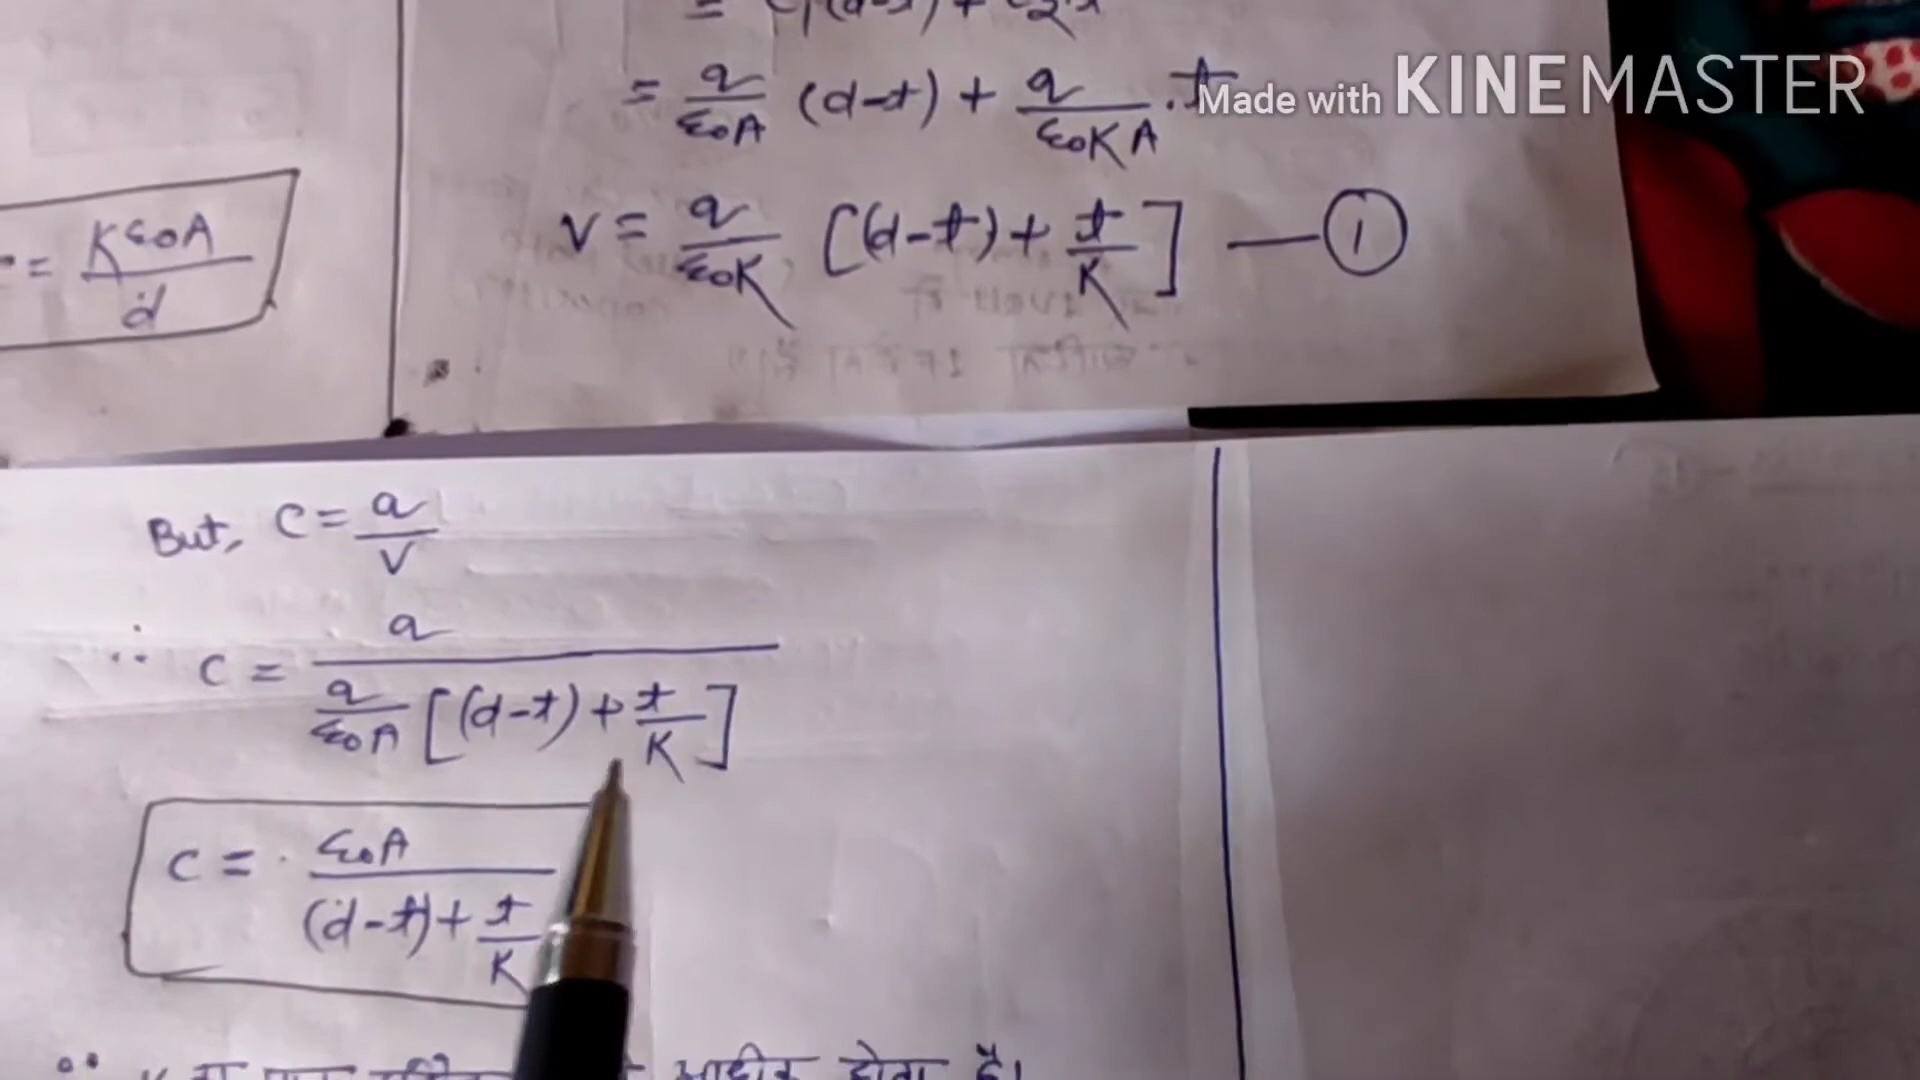 = q/ε₀A (d-t) + q/ε₀KA .t
Made with KINEMASTER
= Kε₀A/d
V = q/ε₀K [(d-t) + t/K] — ①
But, C = q/V
∴ C = q / q/ε₀A [(d-t) + t/K]
C = ε₀A / (d-t) + t/K
होता है।